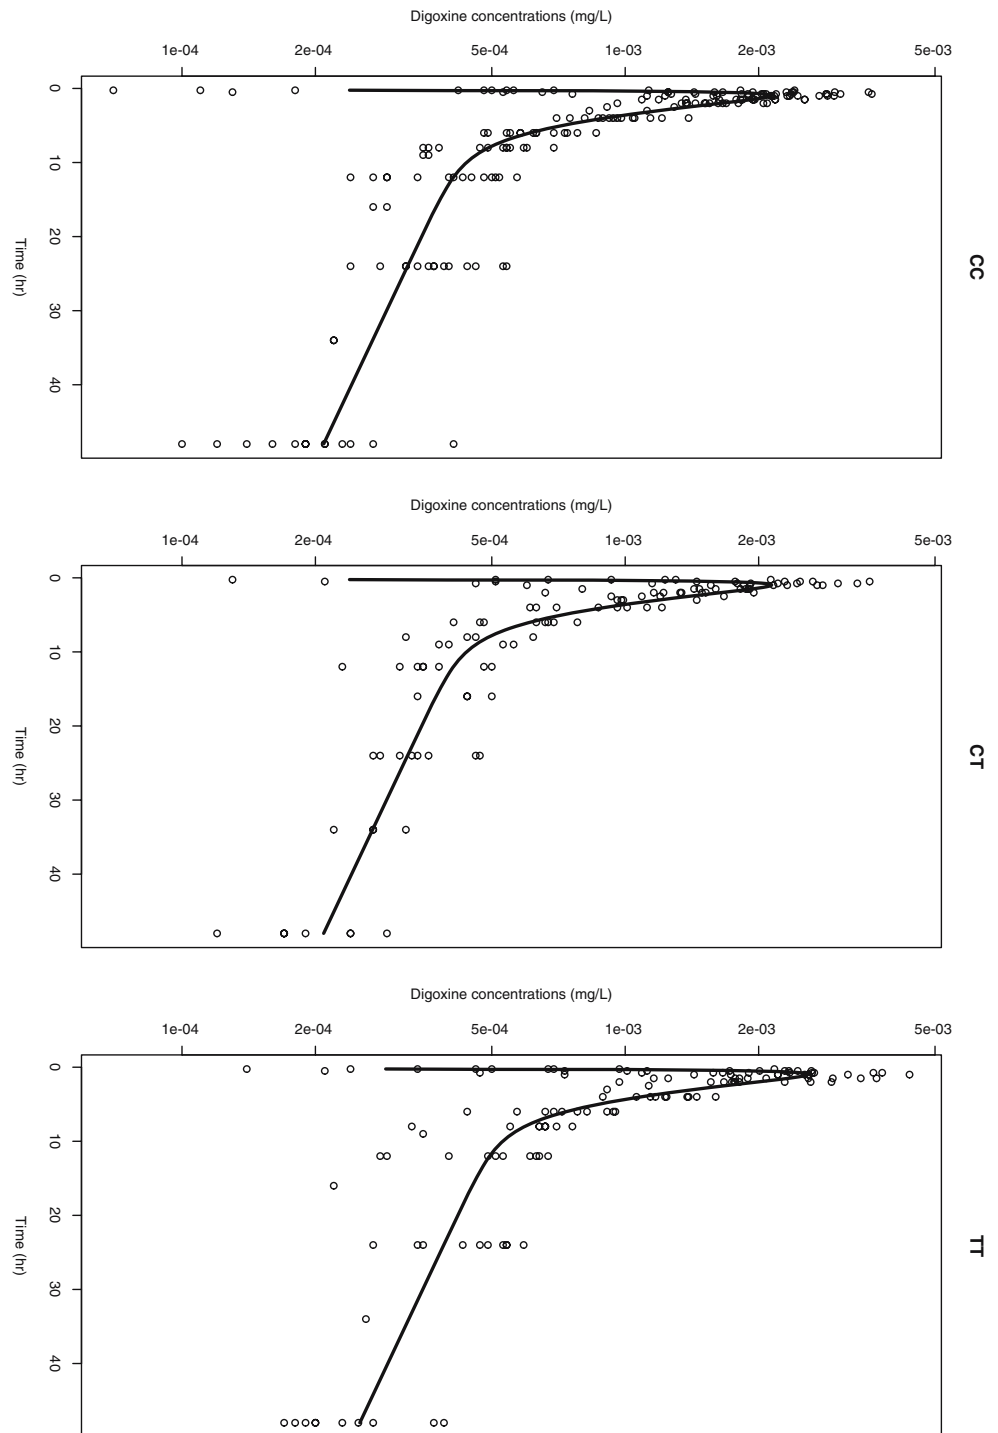 Digoxine concentrations (mg/L)
1e-04 2e-04 5e-04 1e-03 2e-03 5e-03
0 10 20 30 40
Time (hr)
CC
Digoxine concentrations (mg/L)
1e-04 2e-04 5e-04 1e-03 2e-03 5e-03
0 10 20 30 40
Time (hr)
CT
Digoxine concentrations (mg/L)
1e-04 2e-04 5e-04 1e-03 2e-03 5e-03
0 10 20 30 40
Time (hr)
TT